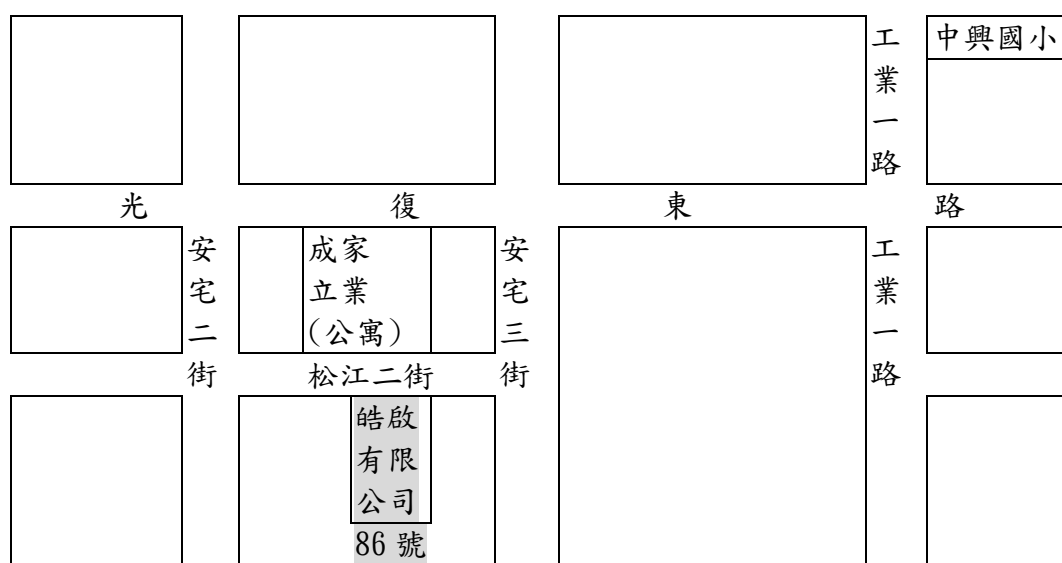 中興國小
工業一路
光復東路
安宅二街
成家
立業
(公寓)
安宅三街
工業一路
松江二街
皓啟
有限
公司
86 號